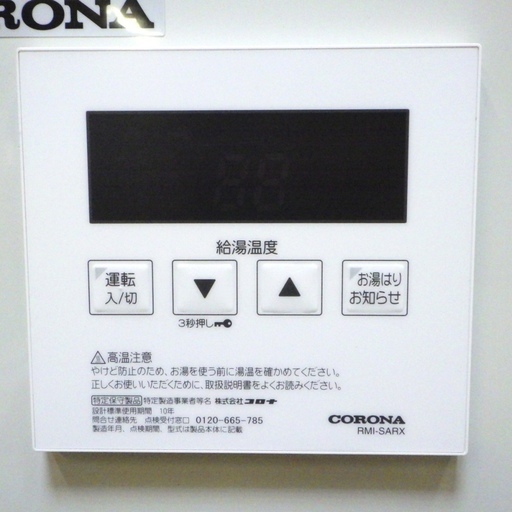 RONA
給湯温度
運転
入/切
▼
▲
お湯はり
お知らせ
3秒押し
高温注意
やけど防止のため、お湯を使う前に湯温を確かめてください。
正しくお使いいただくために、取扱説明書をよくお読みください。
特定保守製品 特定製造事業者等名 株式会社コロナ
設計標準使用期間 10年
問合せ連絡先 点検受付窓口 0120-665-785
製造年月、点検期間、型式は製品本体に記載
CORONA
RMI-SARX